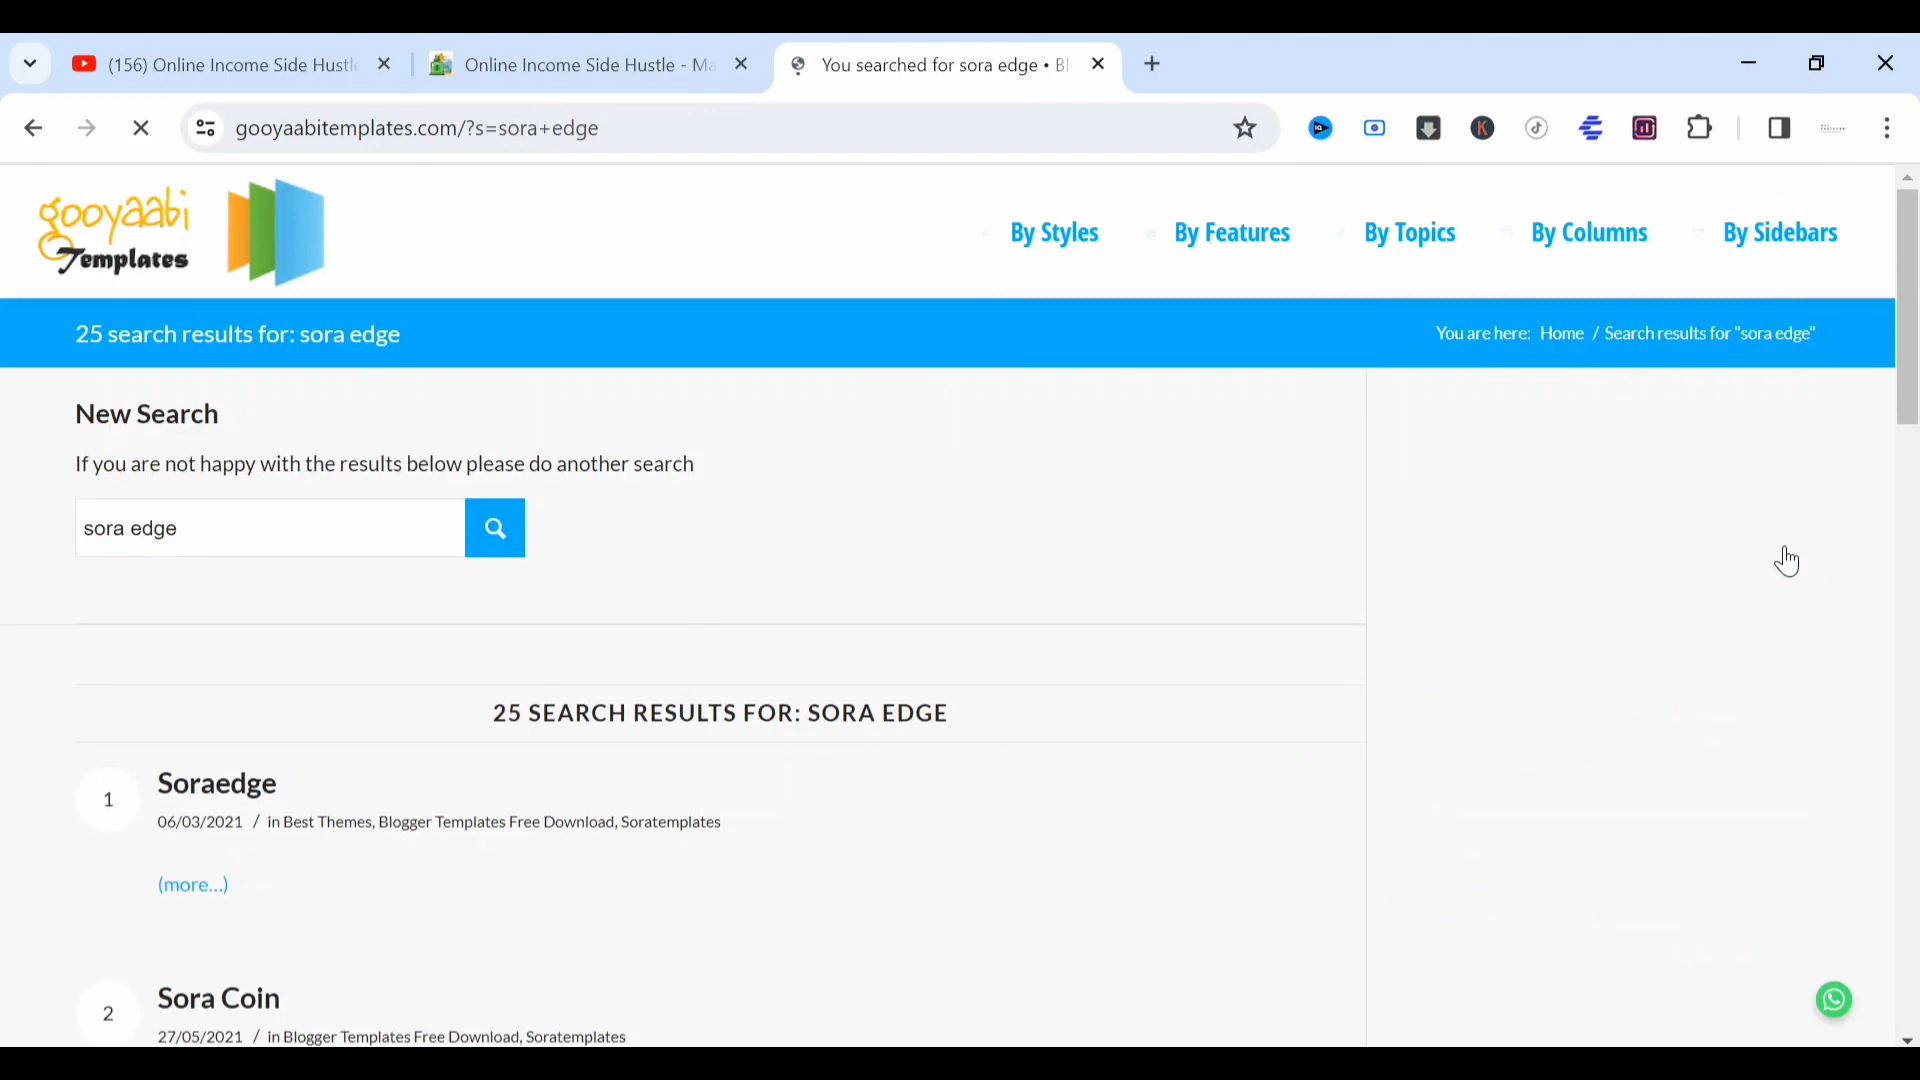 (156) Online Income Side Hustle
Online Income Side Hustle - Ma
You searched for sora edge • Bl
gooyaabitemplates.com/?s=sora+edge
gooyaabi
Templates
By Styles
By Features
By Topics
By Columns
By Sidebars
25 search results for: sora edge
You are here: Home / Search results for "sora edge"
New Search
If you are not happy with the results below please do another search
sora edge
25 SEARCH RESULTS FOR: SORA EDGE
1
Soraedge
06/03/2021 / in Best Themes, Blogger Templates Free Download, Soratemplates
(more...)
2
Sora Coin
27/05/2021 / in Blogger Templates Free Download, Soratemplates